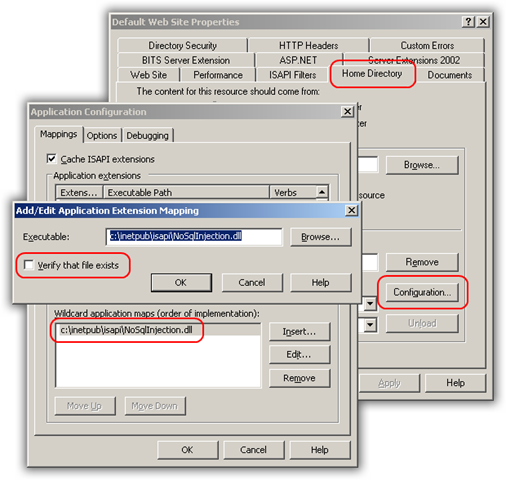 Default Web Site Properties
Directory Security HTTP Headers Custom Errors
BITS Server Extension ASP.NET Server Extensions 2002
Web Site Performance ISAPI Filters Home Directory Documents
The content for this resource should come from:
Application Configuration
Mappings Options Debugging
Cache ISAPI extensions
Browse...
Application extensions
Extens... Executable Path Verbs
Add/Edit Application Extension Mapping
Executable: c:\inetpub\isapi\NoSqlInjection.dll Browse...
Verify that file exists
OK Cancel Help
Remove
Configuration...
Wildcard application maps (order of implementation):
c:\inetpub\isapi\NoSqlInjection.dll
Insert...
Unload
Edit...
Remove
Apply Help
Move Up Move Down
OK Cancel Help